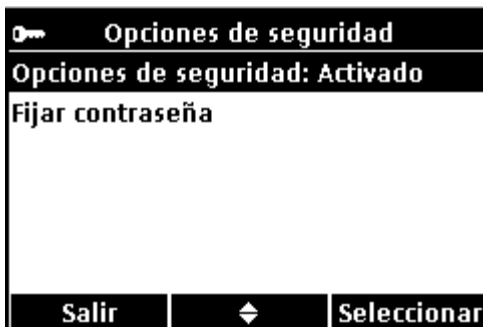 Opciones de seguridad
Opciones de seguridad: Activado
Fijar contraseña
Salir
Seleccionar